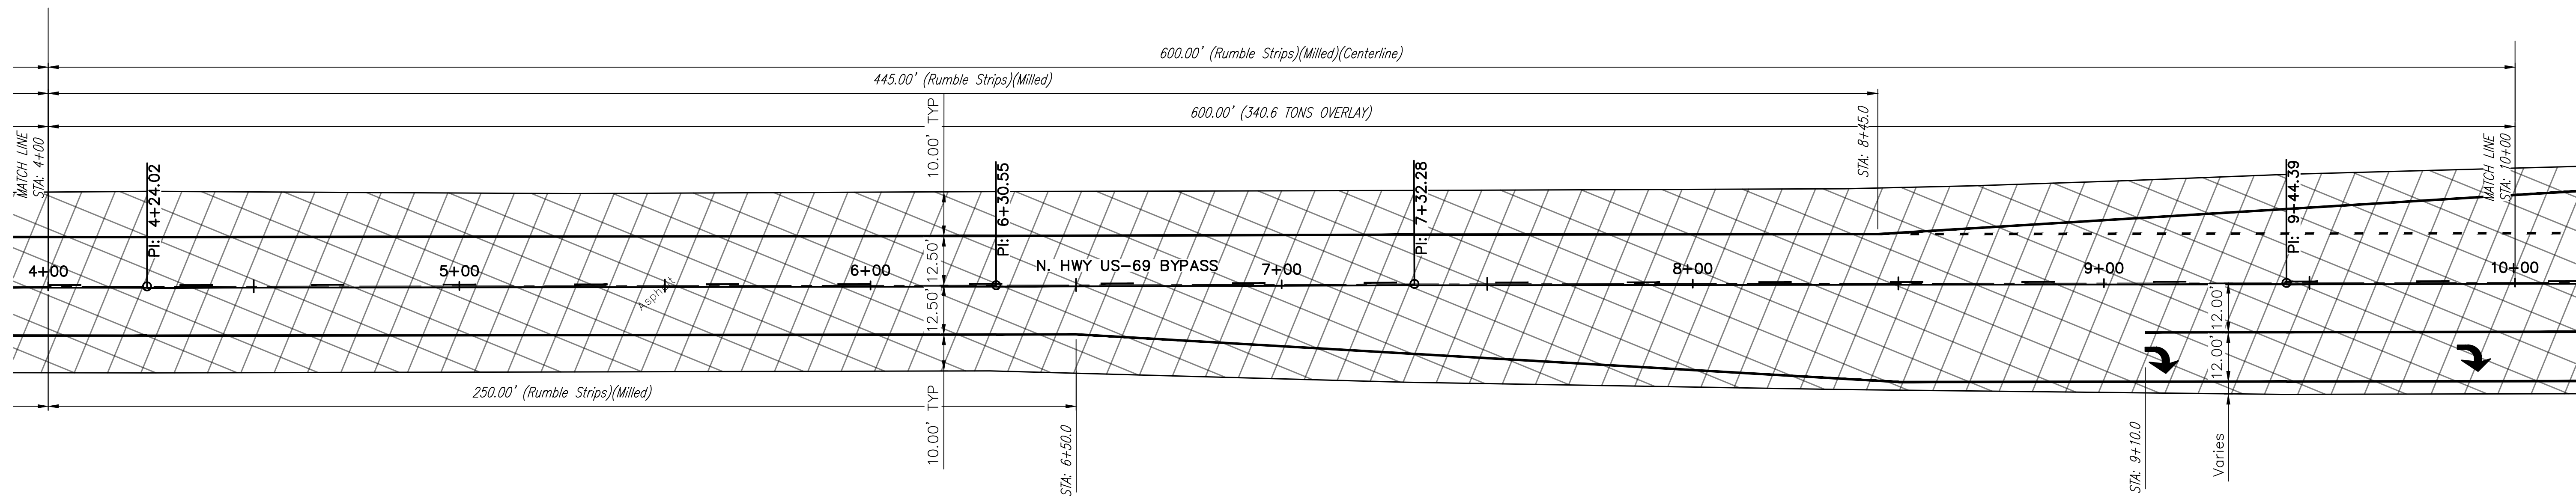 600.00' (Rumble Strips)(Milled)(Centerline)
445.00' (Rumble Strips)(Milled)
600.00' (340.6 TONS OVERLAY)
MATCH LINE
STA: 4+00
10.00' TYP
STA: 8+45.0
MATCH LINE
STA: 10+00
PI: 4+24.02
PI: 6+30.55
PI: 7+32.28
PI: 9+44.39
12.50'
4+00
5+00
6+00
N. HWY US-69 BYPASS
7+00
8+00
9+00
10+00
Asphalt
12.50'
12.00'
12.00'
250.00' (Rumble Strips)(Milled)
10.00' TYP
STA: 6+50.0
STA: 9+10.0
Varies